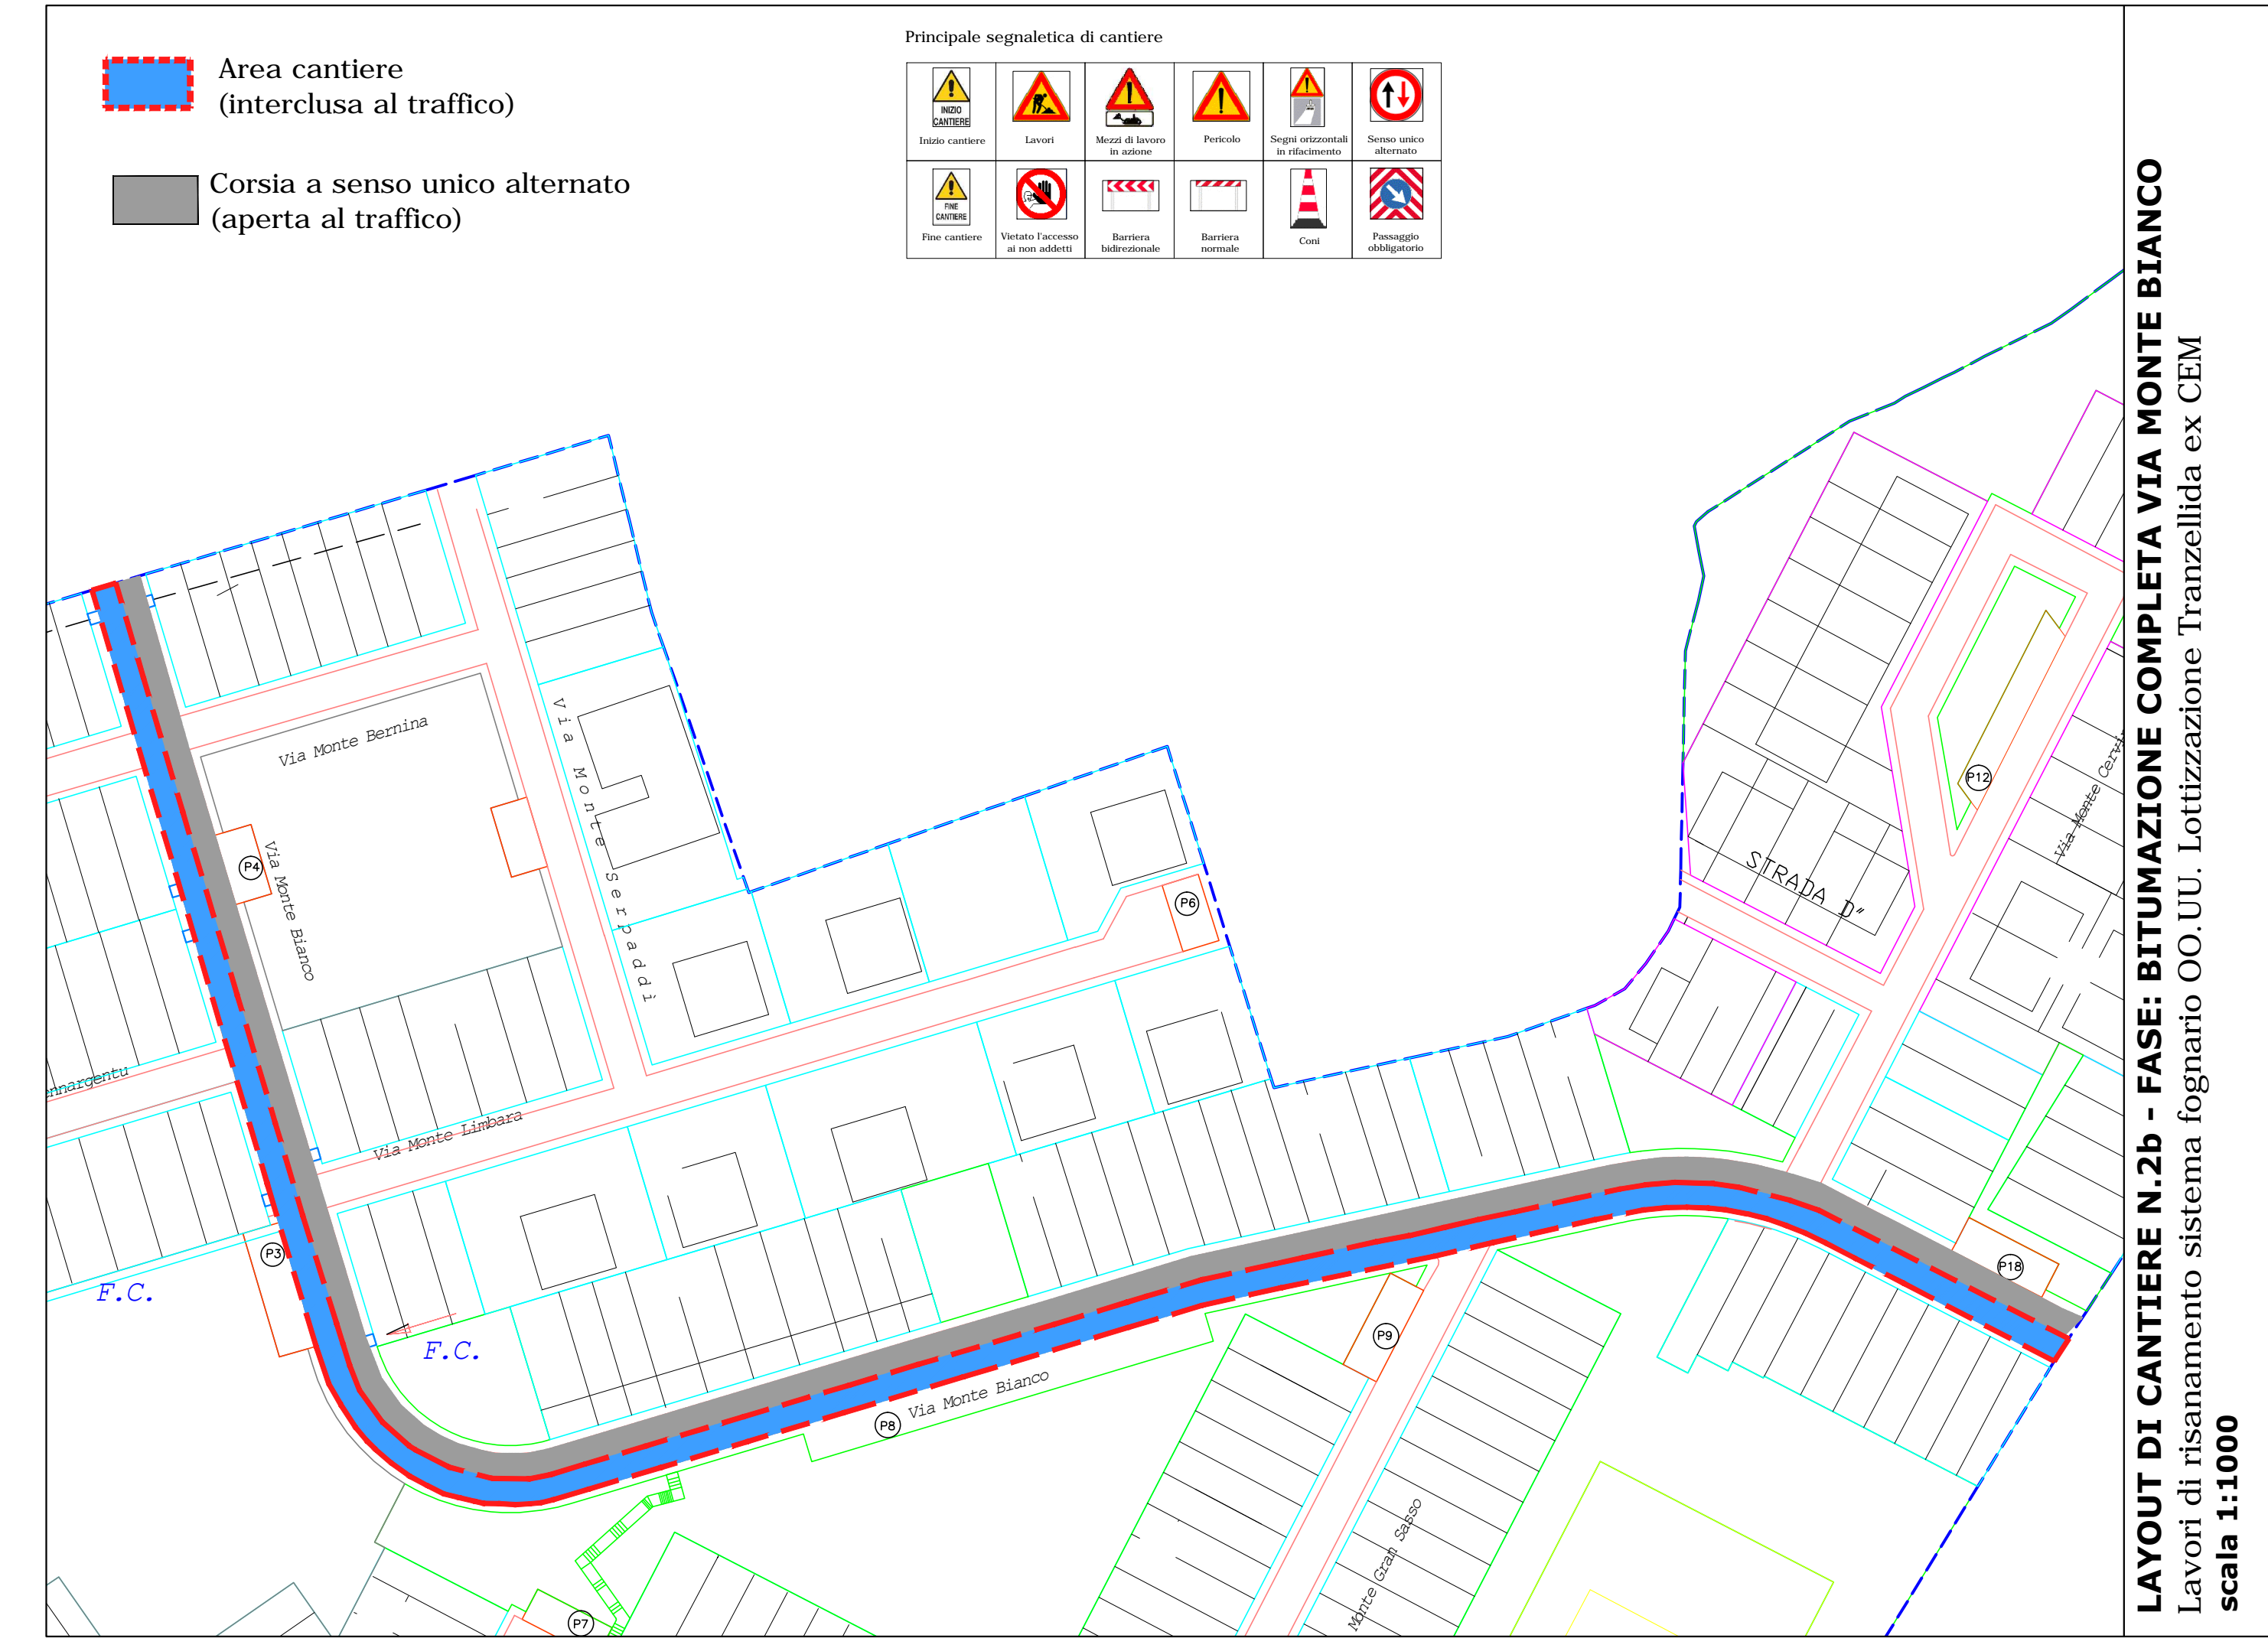 Area cantiere
(interclusa al traffico)
Corsia a senso unico alternato
(aperta al traffico)
Principale segnaletica di cantiere
INIZIO
CANTIERE
Inizio cantiere
Lavori
Mezzi di lavoro
in azione
Pericolo
Segni orizzontali
in rifacimento
Senso unico
alternato
FINE
CANTIERE
Fine cantiere
Vietato l'accesso
ai non addetti
Barriera
bidirezionale
Barriera
normale
Coni
Passaggio
obbligatorio
Via Monte Bernina
Via Monte Serpaddì
P4
Via Monte Bianco
P6
P12
Via Monte Cervi
STRADA D"
ennargentu
Via Monte Limbara
P3
F.C.
F.C.
P18
P9
P8
Via Monte Bianco
Monte Gran Sasso
P7
LAYOUT DI CANTIERE N.2b - FASE: BITUMAZIONE COMPLETA VIA MONTE BIANCO
Lavori di risanamento sistema fognario OO.UU. Lottizzazione Tranzellida ex CEM
scala 1:1000